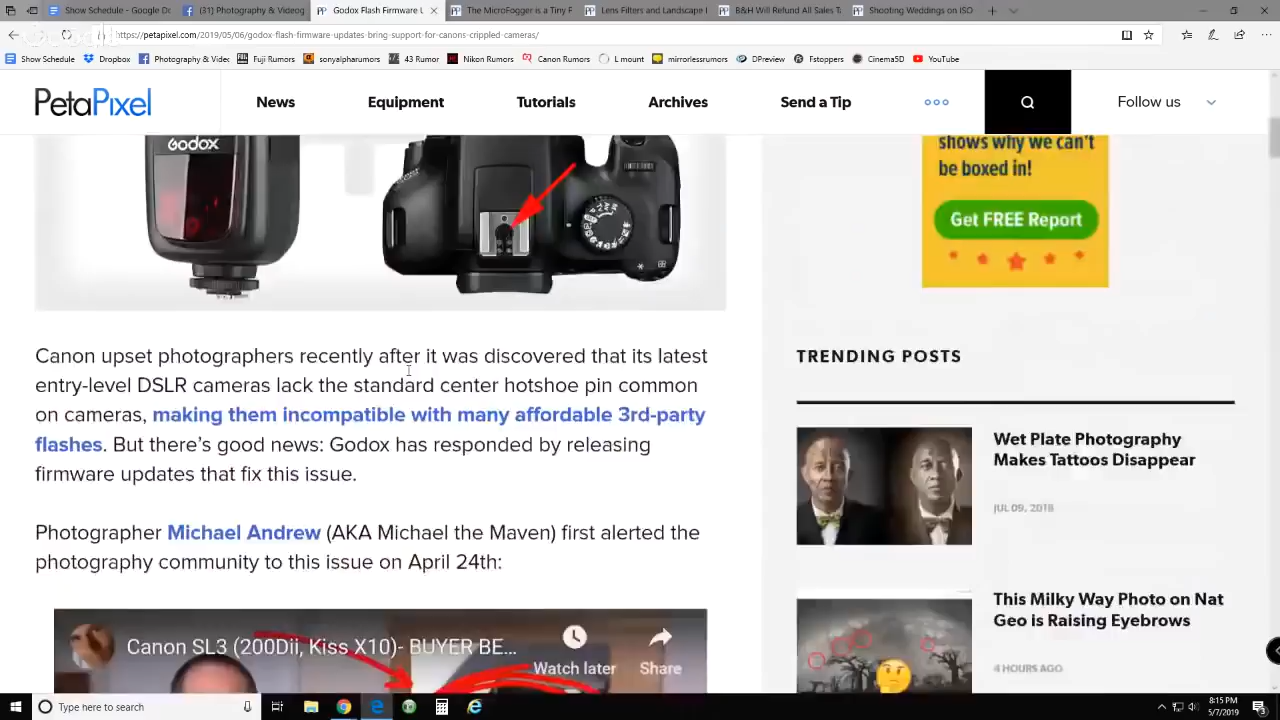 Show Schedule - Google Do
(3) Photography & Videog
Godox Flash Firmware U
The MicroFogger is a Tiny F
Lens Filters and Landscape I
B&H Will Refund All Sales Ta
Shooting Weddings on ISO
https://petapixel.com/2019/05/06/godox-flash-firmware-updates-bring-support-for-canons-crippled-cameras/
Show Schedule
Dropbox
Photography & Video
Fuji Rumors
sonyalpharumors
43 Rumor
Nikon Rumors
Canon Rumors
L mount
mirrorlessrumors
DPreview
Fstoppers
Cinema5D
YouTube
PetaPixel
News
Equipment
Tutorials
Archives
Send a Tip
Follow us
Godox
shows why we can't
be boxed in!
Get FREE Report
Canon upset photographers recently after it was discovered that its latest
entry-level DSLR cameras lack the standard center hotshoe pin common
on cameras, making them incompatible with many affordable 3rd-party
flashes. But there's good news: Godox has responded by releasing
firmware updates that fix this issue.
Photographer Michael Andrew (AKA Michael the Maven) first alerted the
photography community to this issue on April 24th:
Canon SL3 (200Dii, Kiss X10)- BUYER BE...
Watch later
Share
TRENDING POSTS
Wet Plate Photography
Makes Tattoos Disappear
JUL 09, 2018
This Milky Way Photo on Nat
Geo is Raising Eyebrows
4 HOURS AGO
Type here to search
8:15 PM
5/7/2019